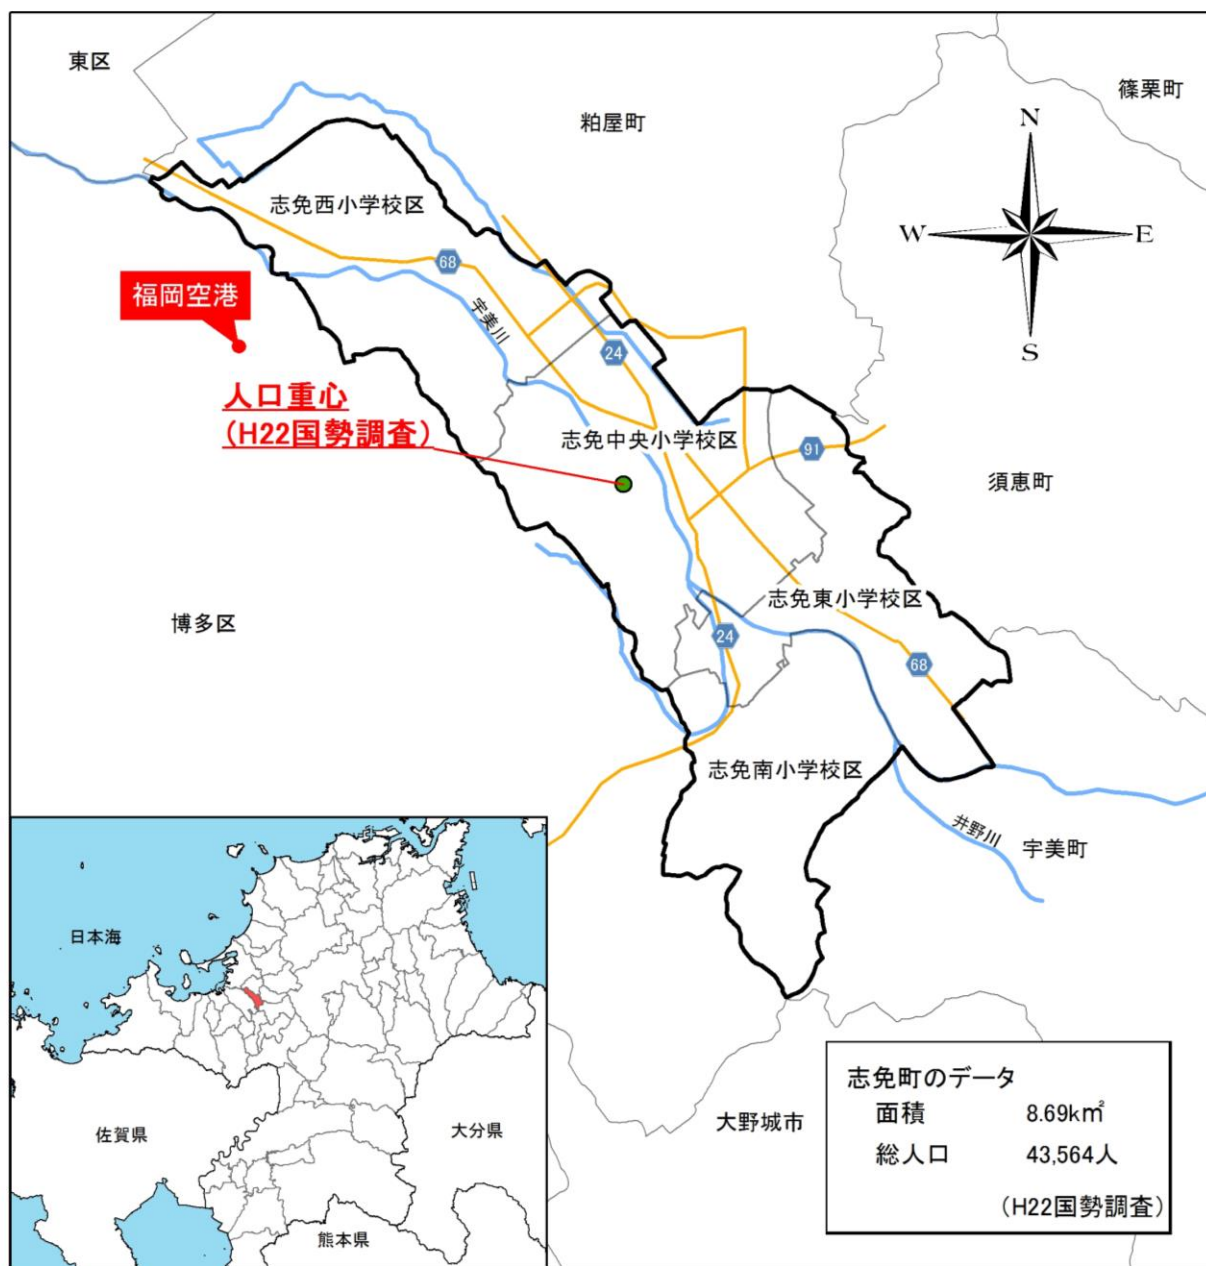 東区
篠栗町
粕屋町
N
W
E
S
志免西小学校区
68
福岡空港
宇美川
24
人口重心
(H22国勢調査)
志免中央小学校区
91
須恵町
志免東小学校区
博多区
24
68
志免南小学校区
井野川
宇美町
日本海
佐賀県
大分県
熊本県
大野城市
志免町のデータ
面積 8.69k㎡
総人口 43,564人
(H22国勢調査)